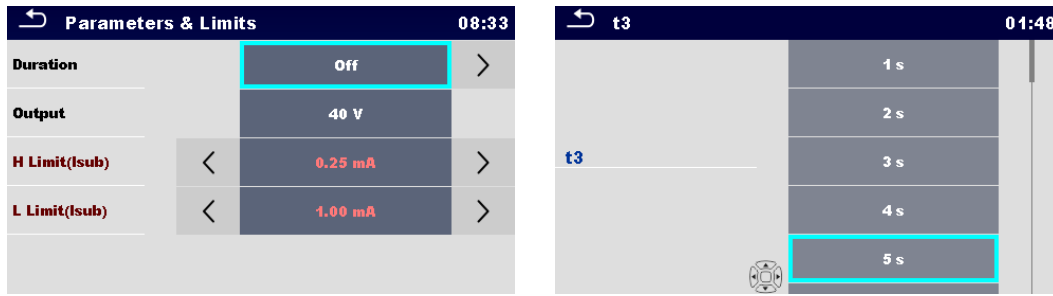 Parameters & Limits 08:33
Duration Off
Output 40 V
H Limit(Isub) 0.25 mA
L Limit(Isub) 1.00 mA
t3 01:48
1 s
2 s
t3 3 s
4 s
5 s